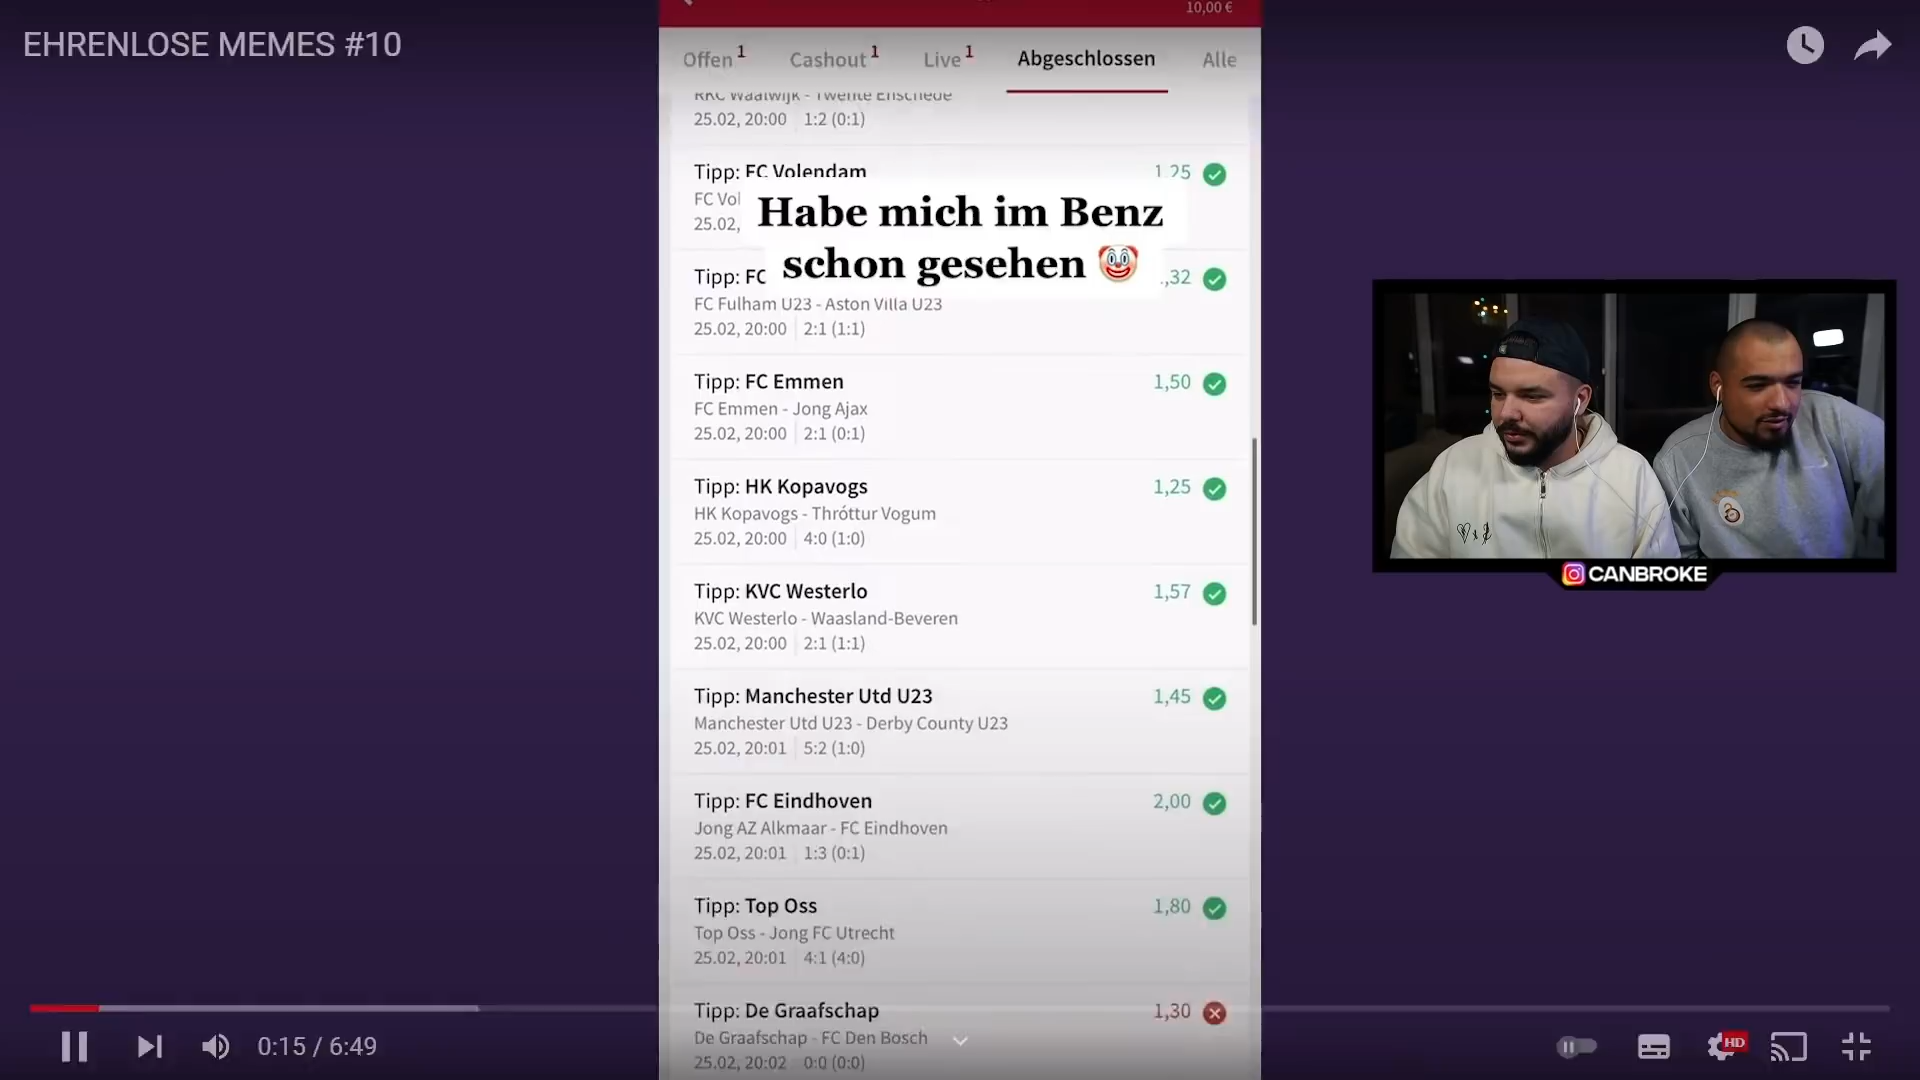 EHRENLOSE MEMES #10
10,00 €
Offen 1 Cashout 1 Live 1 Abgeschlossen Alle
RKC Waalwijk - Twente Enschede
25.02, 20:00 1:2 (0:1)
Tipp: FC Volendam 1,25
FC Vol
25.02,
Habe mich im Benz
schon gesehen 🤡
Tipp: FC ,32
FC Fulham U23 - Aston Villa U23
25.02, 20:00 2:1 (1:1)
Tipp: FC Emmen 1,50
FC Emmen - Jong Ajax
25.02, 20:00 2:1 (0:1)
Tipp: HK Kopavogs 1,25
HK Kopavogs - Thróttur Vogum
25.02, 20:00 4:0 (1:0)
Tipp: KVC Westerlo 1,57
KVC Westerlo - Waasland-Beveren
25.02, 20:00 2:1 (1:1)
Tipp: Manchester Utd U23 1,45
Manchester Utd U23 - Derby County U23
25.02, 20:01 5:2 (1:0)
Tipp: FC Eindhoven 2,00
Jong AZ Alkmaar - FC Eindhoven
25.02, 20:01 1:3 (0:1)
Tipp: Top Oss 1,80
Top Oss - Jong FC Utrecht
25.02, 20:01 4:1 (4:0)
Tipp: De Graafschap 1,30
De Graafschap - FC Den Bosch
25.02, 20:02 0:0 (0:0)
CANBROKE
0:15 / 6:49
HD